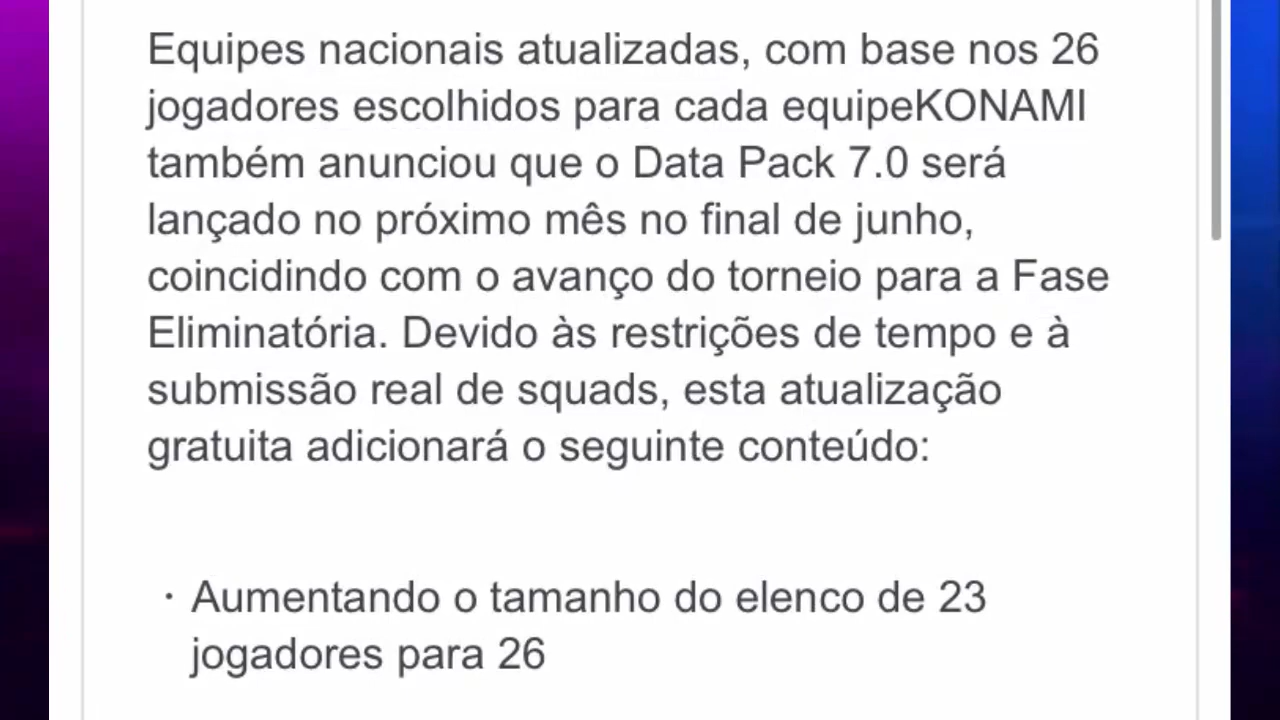 Equipes nacionais atualizadas, com base nos 26
jogadores escolhidos para cada equipeKONAMI
também anunciou que o Data Pack 7.0 será
lançado no próximo mês no final de junho,
coincidindo com o avanço do torneio para a Fase
Eliminatória. Devido às restrições de tempo e à
submissão real de squads, esta atualização
gratuita adicionará o seguinte conteúdo:
· Aumentando o tamanho do elenco de 23
jogadores para 26